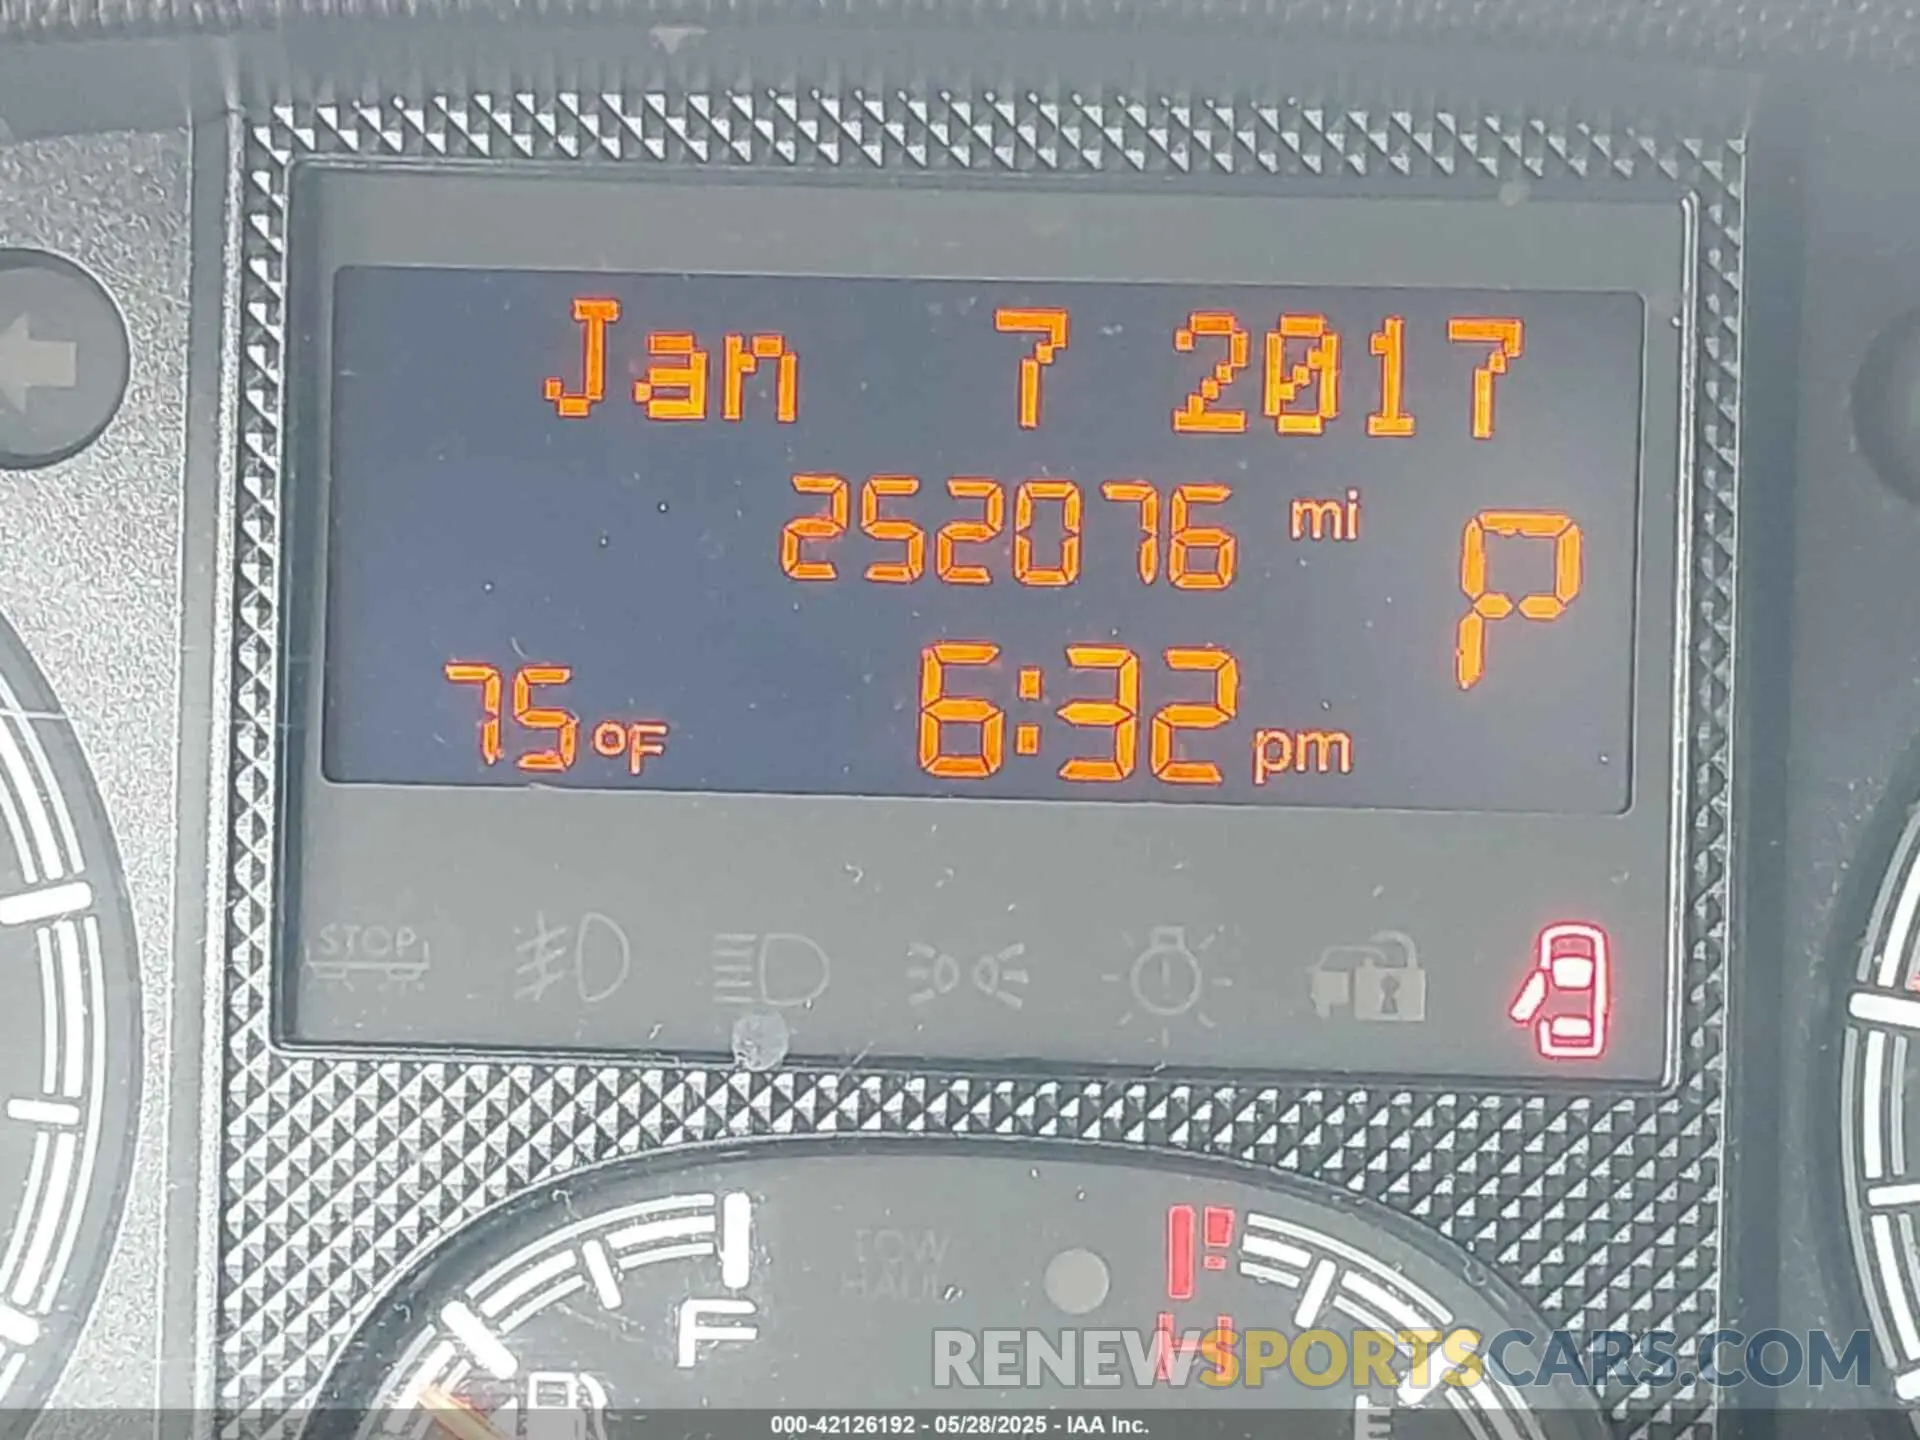 Jan 7 2017
252076 mi
P
75 °F 6:32 pm
STOP
TOW
HAUL
F
H
RENEWSPORTSCARS.COM
E
000-42126192 - 05/28/2025 - IAA Inc.